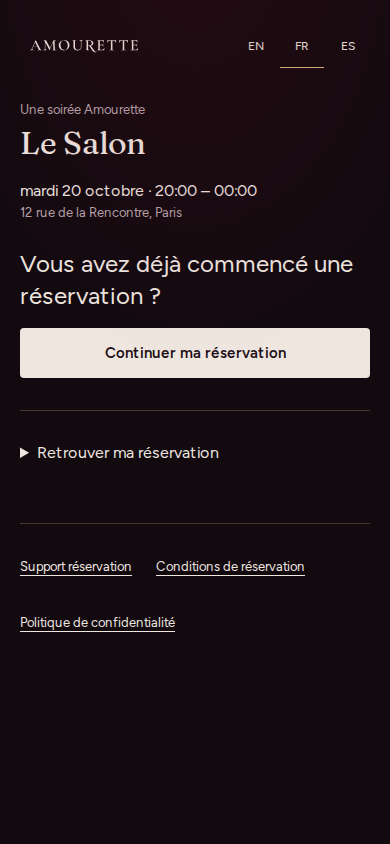 AMOURETTE
EN FR ES
Une soirée Amourette
Le Salon
mardi 20 octobre · 20:00 – 00:00
12 rue de la Rencontre, Paris
Vous avez déjà commencé une
réservation ?
Continuer ma réservation
Retrouver ma réservation
Support réservation Conditions de réservation
Politique de confidentialité